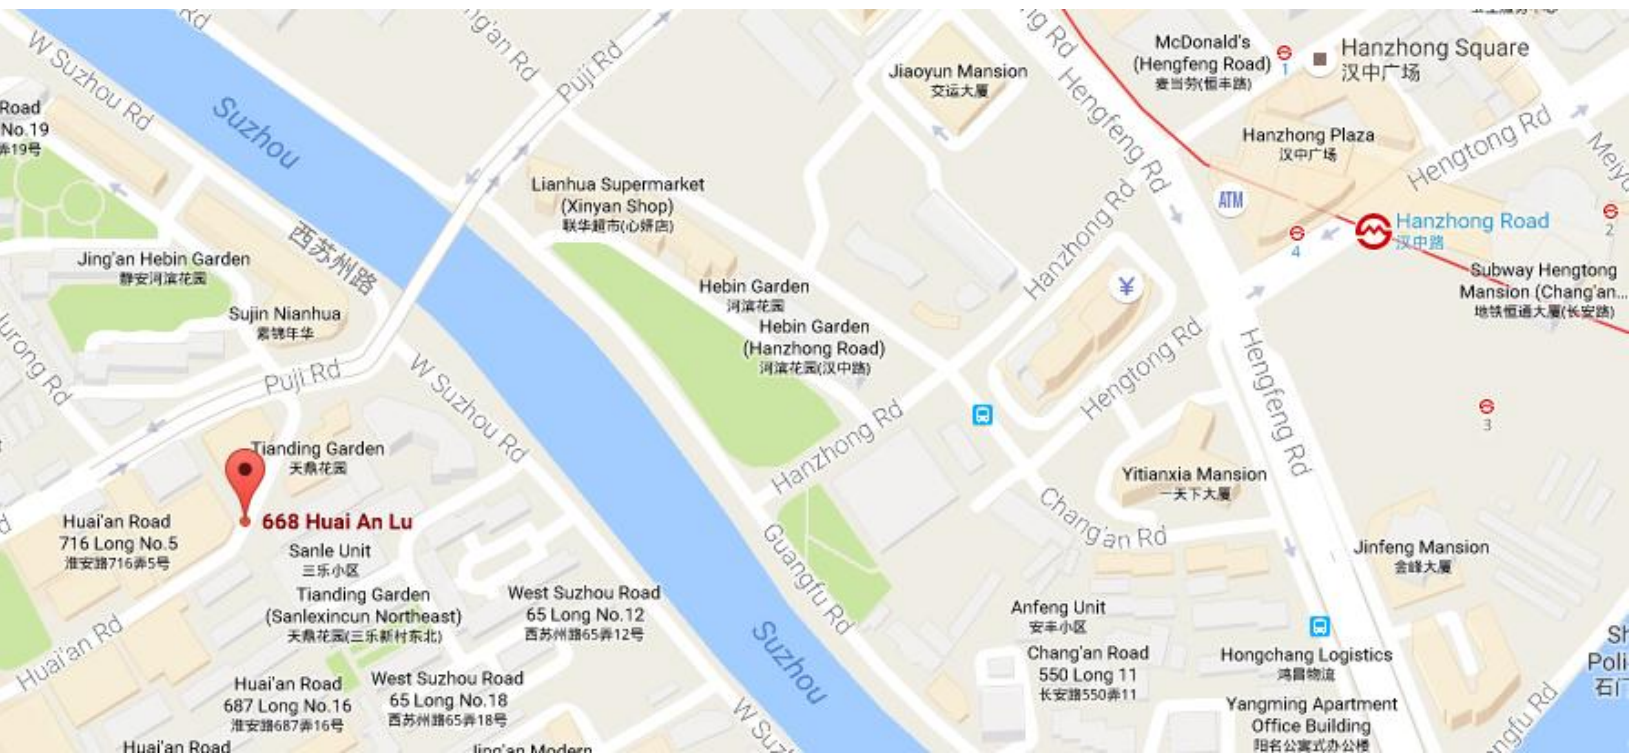 W Suzhou Rd
Rd
Suzhou
Puji Rd
McDonald's
(Hengfeng Road)
麦当劳(恒丰路)
1
Hanzhong Square
汉中广场
Jiaoyun Mansion
交运大厦
Hengfeng Rd
Road
No.19
弄19号
Hanzhong Plaza
汉中广场
Hengtong Rd
Lianhua Supermarket
(Xinyan Shop)
联华超市(心妍店)
ATM
Hanzhong Road
汉中路
4
2
Hanzhong Rd
西苏州路
Jing'an Hebin Garden
静安河滨花园
Subway Hengtong
Mansion (Chang'an...
地铁恒通大厦(长安路)
Hebin Garden
河滨花园
¥
Sujin Nianhua
素锦年华
Hebin Garden
(Hanzhong Road)
河滨花园(汉中路)
Puji Rd
W Suzhou Rd
Hengtong Rd
Hengfeng Rd
3
Tianding Garden
天鼎花园
Hanzhong Rd
Yitianxia Mansion
一天下大厦
668 Huai An Lu
Huai'an Road
716 Long No.5
淮安路716弄5号
Sanle Unit
三乐小区
Chang'an Rd
Jinfeng Mansion
金峰大厦
Guangfu Rd
Tianding Garden
(Sanlexincun Northeast)
天鼎花园(三乐新村东北)
West Suzhou Road
65 Long No.12
西苏州路65弄12号
Anfeng Unit
安丰小区
Huai'an Rd
Suzhou
Chang'an Road
550 Long 11
长安路550弄11
Hongchang Logistics
鸿昌物流
Huai'an Road
687 Long No.16
淮安路687弄16号
West Suzhou Road
65 Long No.18
西苏州路65弄18号
Yangming Apartment
Office Building
阳名公寓式办公楼
Huai'an Road
Jing'an Modern